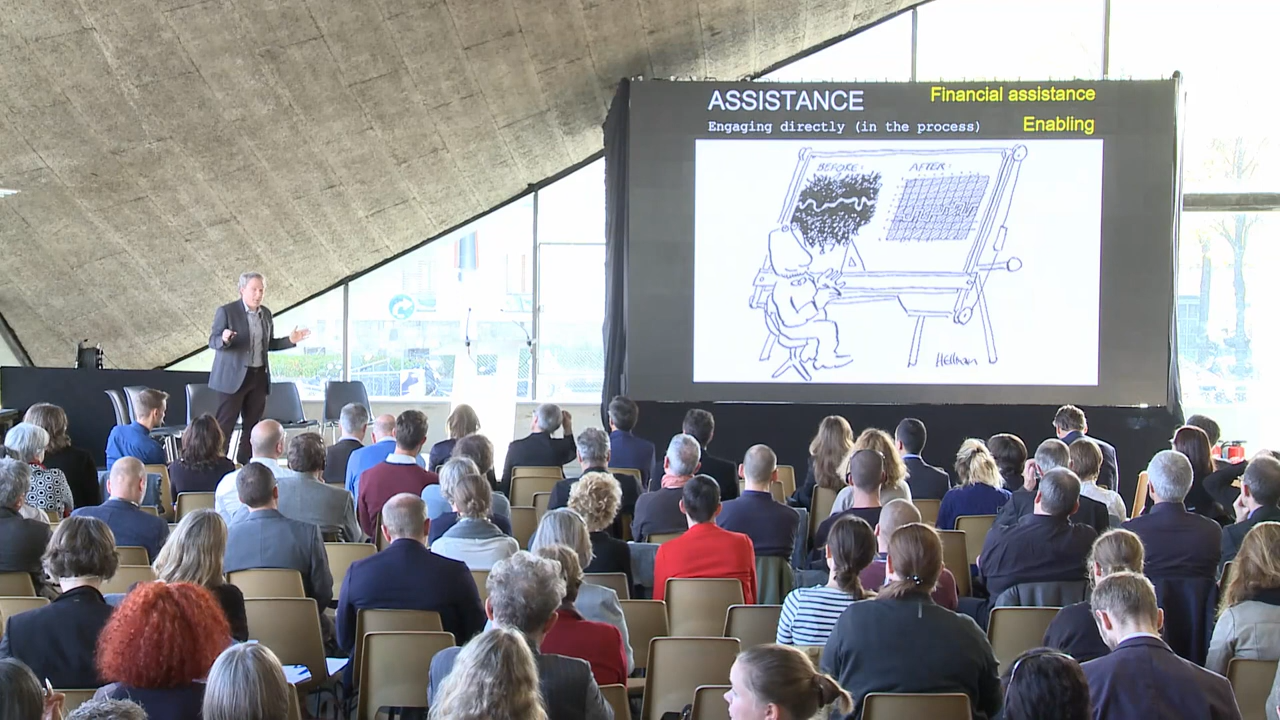 ASSISTANCE
Financial assistance
Engaging directly (in the process)
Enabling
BEFORE:
AFTER:
Hellman